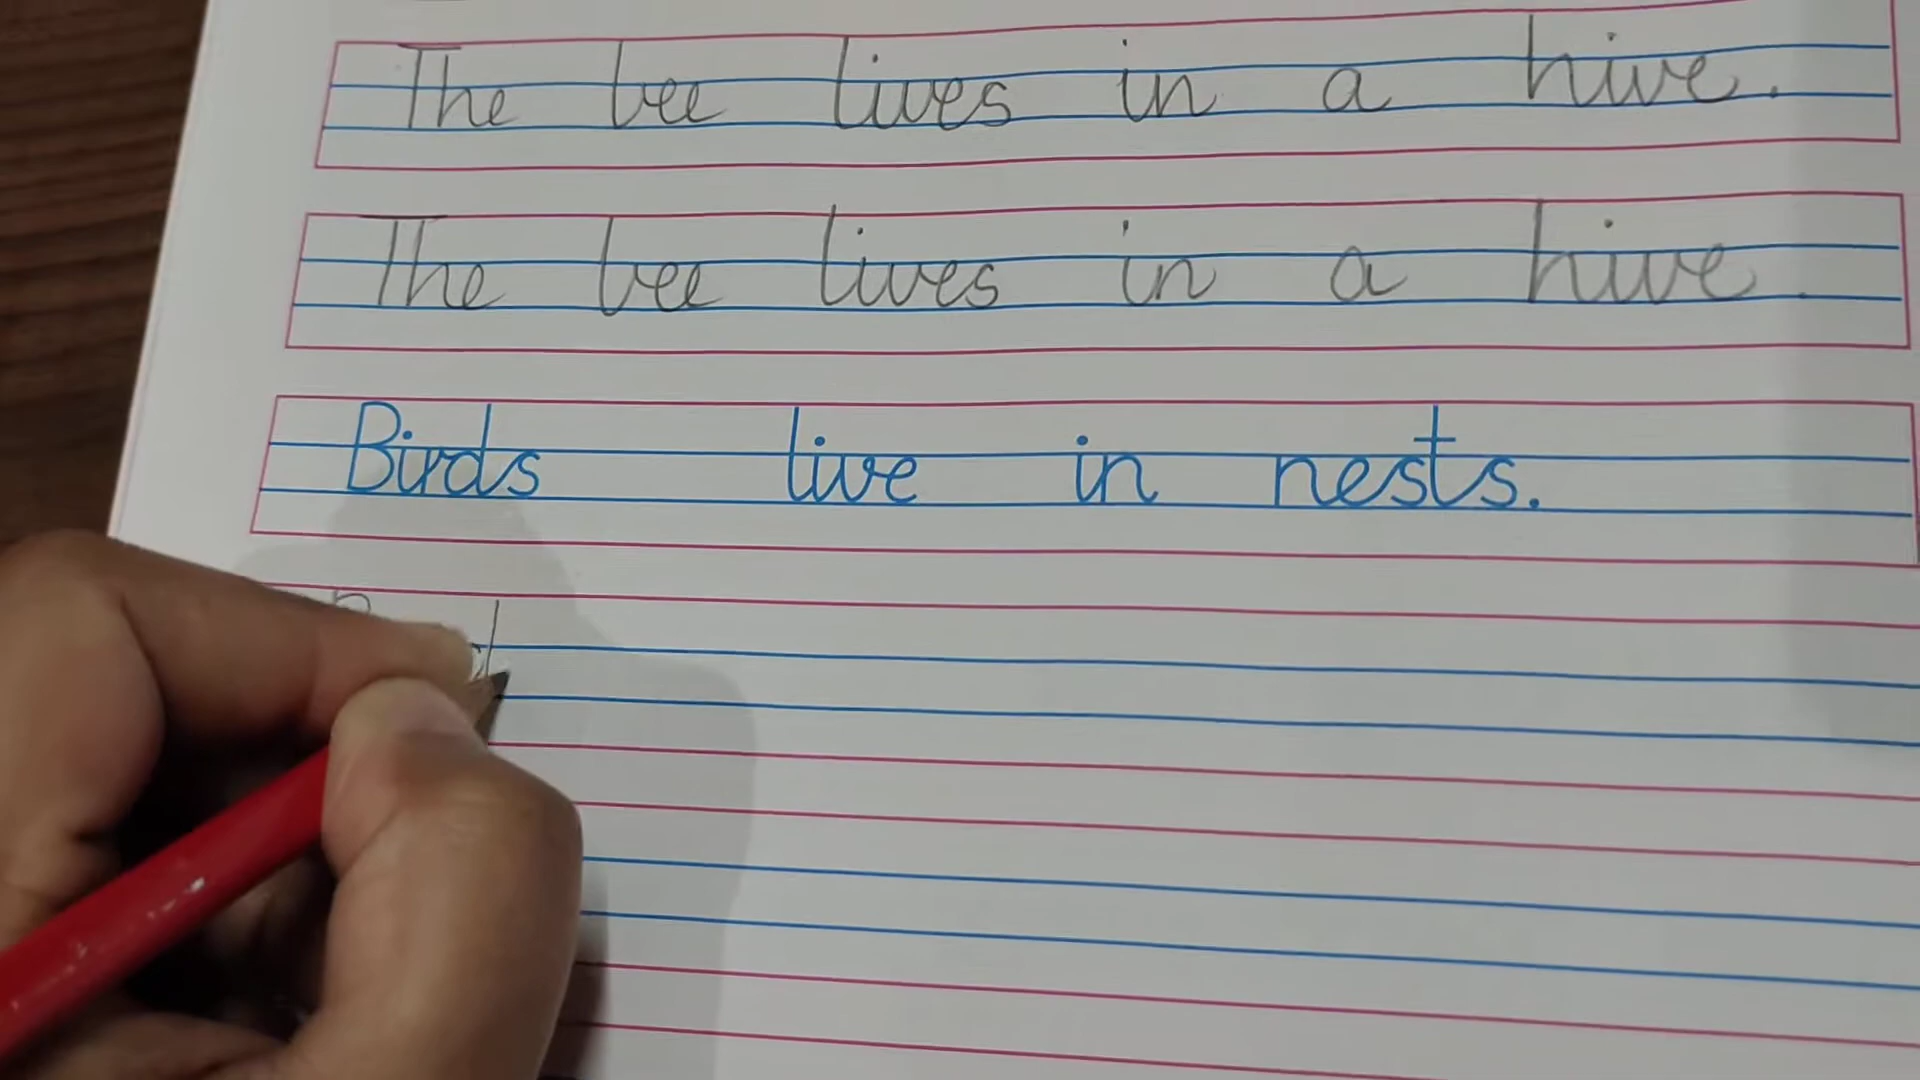 The bee lives in a hive.
The bee lives in a hive.
Birds live in nests.